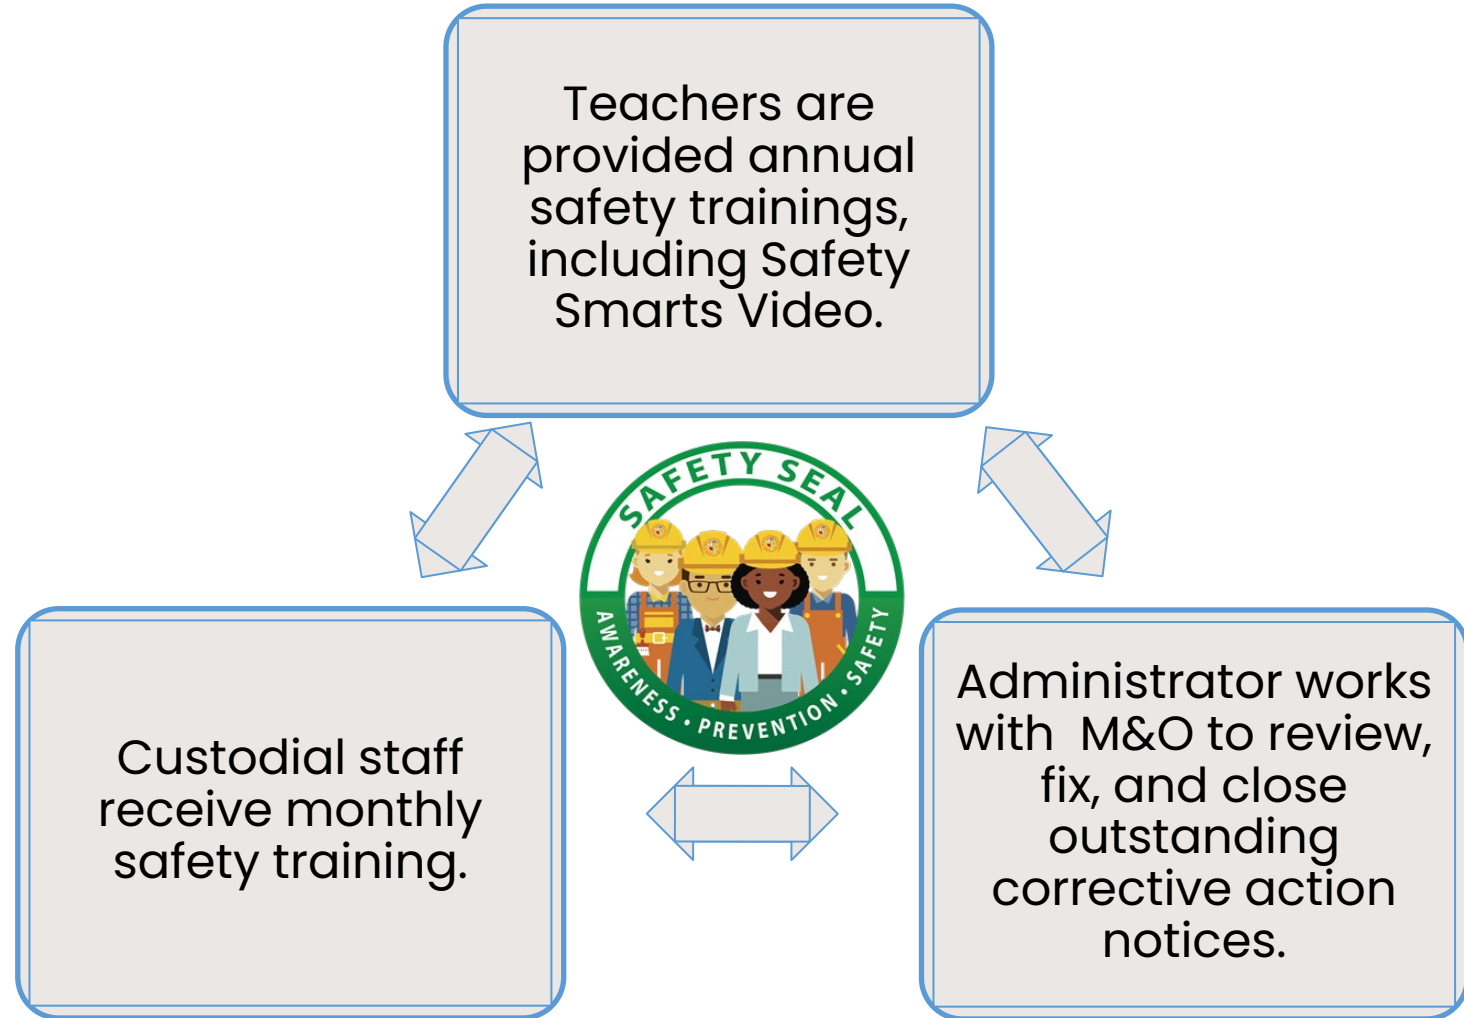 Teachers are
provided annual
safety trainings,
including Safety
Smarts Video.
SAFETY SEAL
AWARENESS • PREVENTION • SAFETY
Custodial staff
receive monthly
safety training.
Administrator works
with  M&O to review,
fix, and close
outstanding
corrective action
notices.